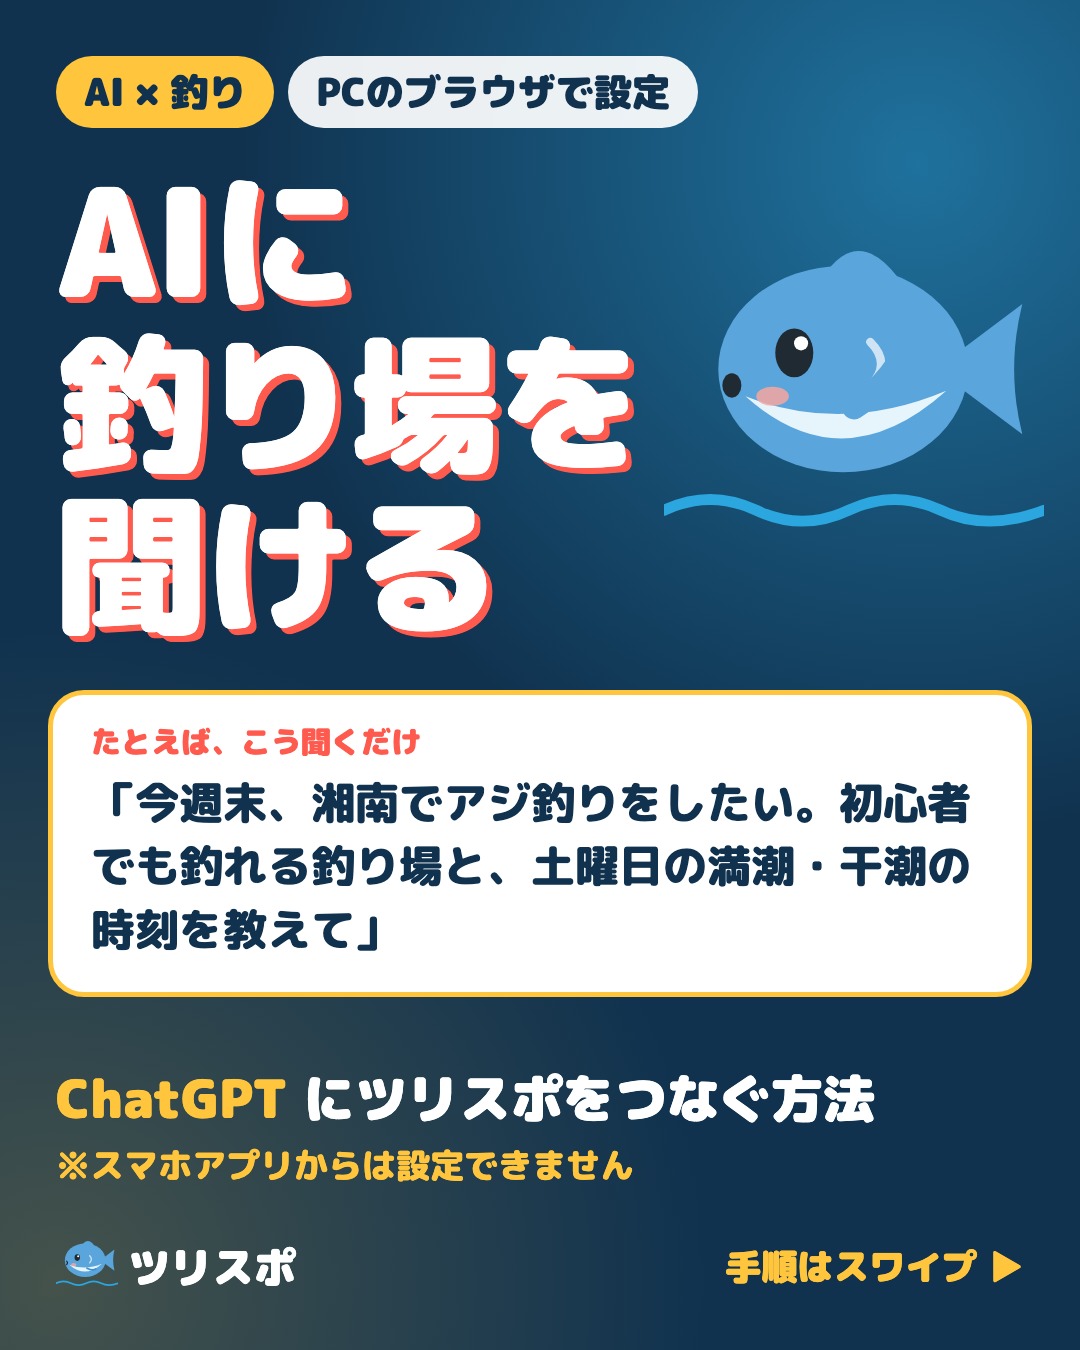 AI × 釣り
PCのブラウザで設定
AIに
釣り場を
聞ける
たとえば、こう聞くだけ
「今週末、湘南でアジ釣りをしたい。初心者
でも釣れる釣り場と、土曜日の満潮・干潮の
時刻を教えて」
ChatGPT にツリスポをつなぐ方法
※スマホアプリからは設定できません
ツリスポ
手順はスワイプ ▶